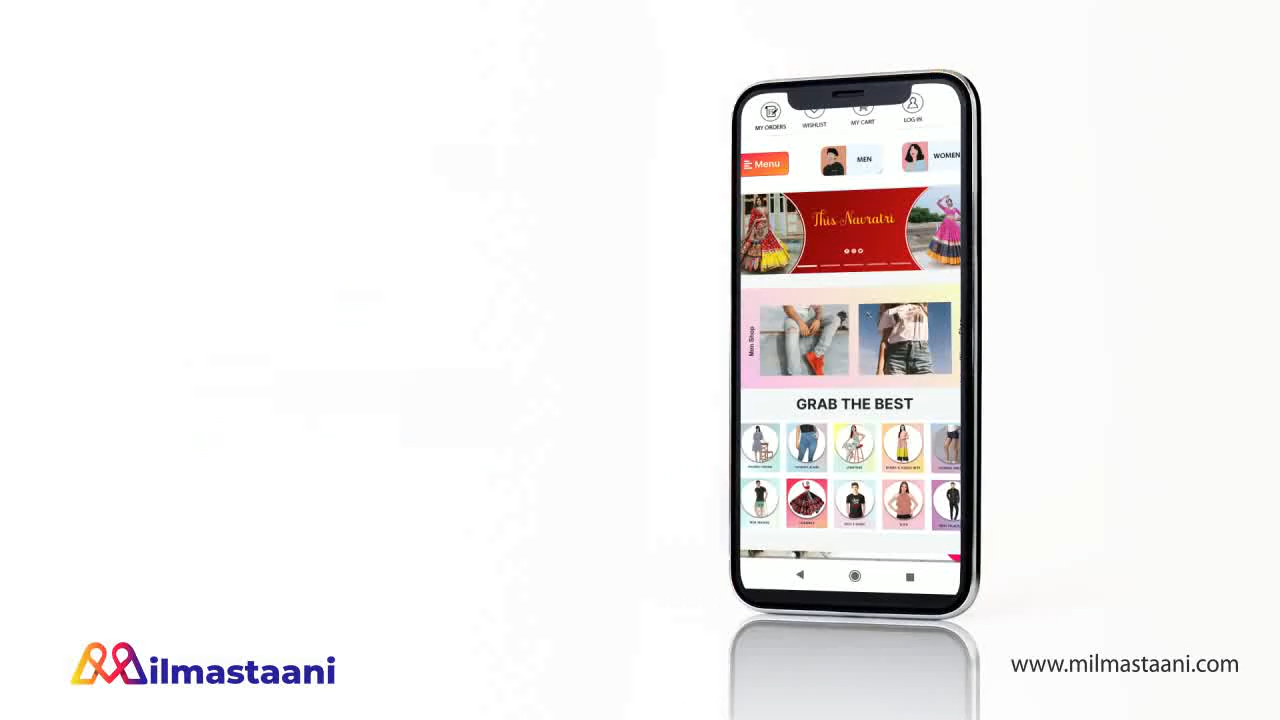 MY ORDERS
WISHLIST
MY CART
LOG IN
Menu
MEN
WOMEN
This Navratri
Men Shop
GRAB THE BEST
Milmastaani
www.milmastaani.com